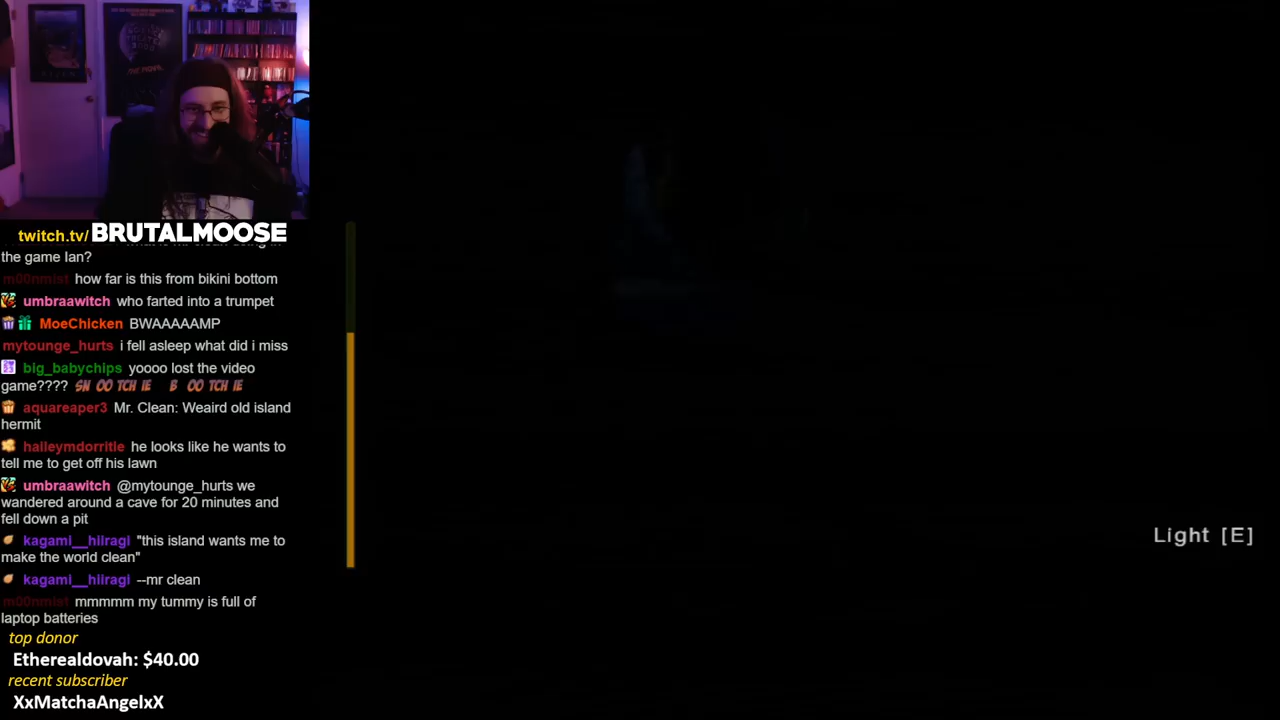 twitch.tv/BRUTALMOOSE
the game Ian?
m00nmist how far is this from bikini bottom
umbraawitch who farted into a trumpet
MoeChicken BWAAAAAMP
mytounge_hurts i fell asleep what did i miss
big_babychips yoooo lost the video
game???? SNOOTCHIE BOOTCHIE
aquareaper3 Mr. Clean: Weaird old island
hermit
halleymdorritle he looks like he wants to
tell me to get off his lawn
umbraawitch @mytounge_hurts we
wandered around a cave for 20 minutes and
fell down a pit
kagami__hiiragi "this island wants me to
make the world clean"
kagami__hiiragi --mr clean
m00nmist mmmmm my tummy is full of
laptop batteries
Light [E]
top donor
Etherealdovah: $40.00
recent subscriber
XxMatchaAngelxX